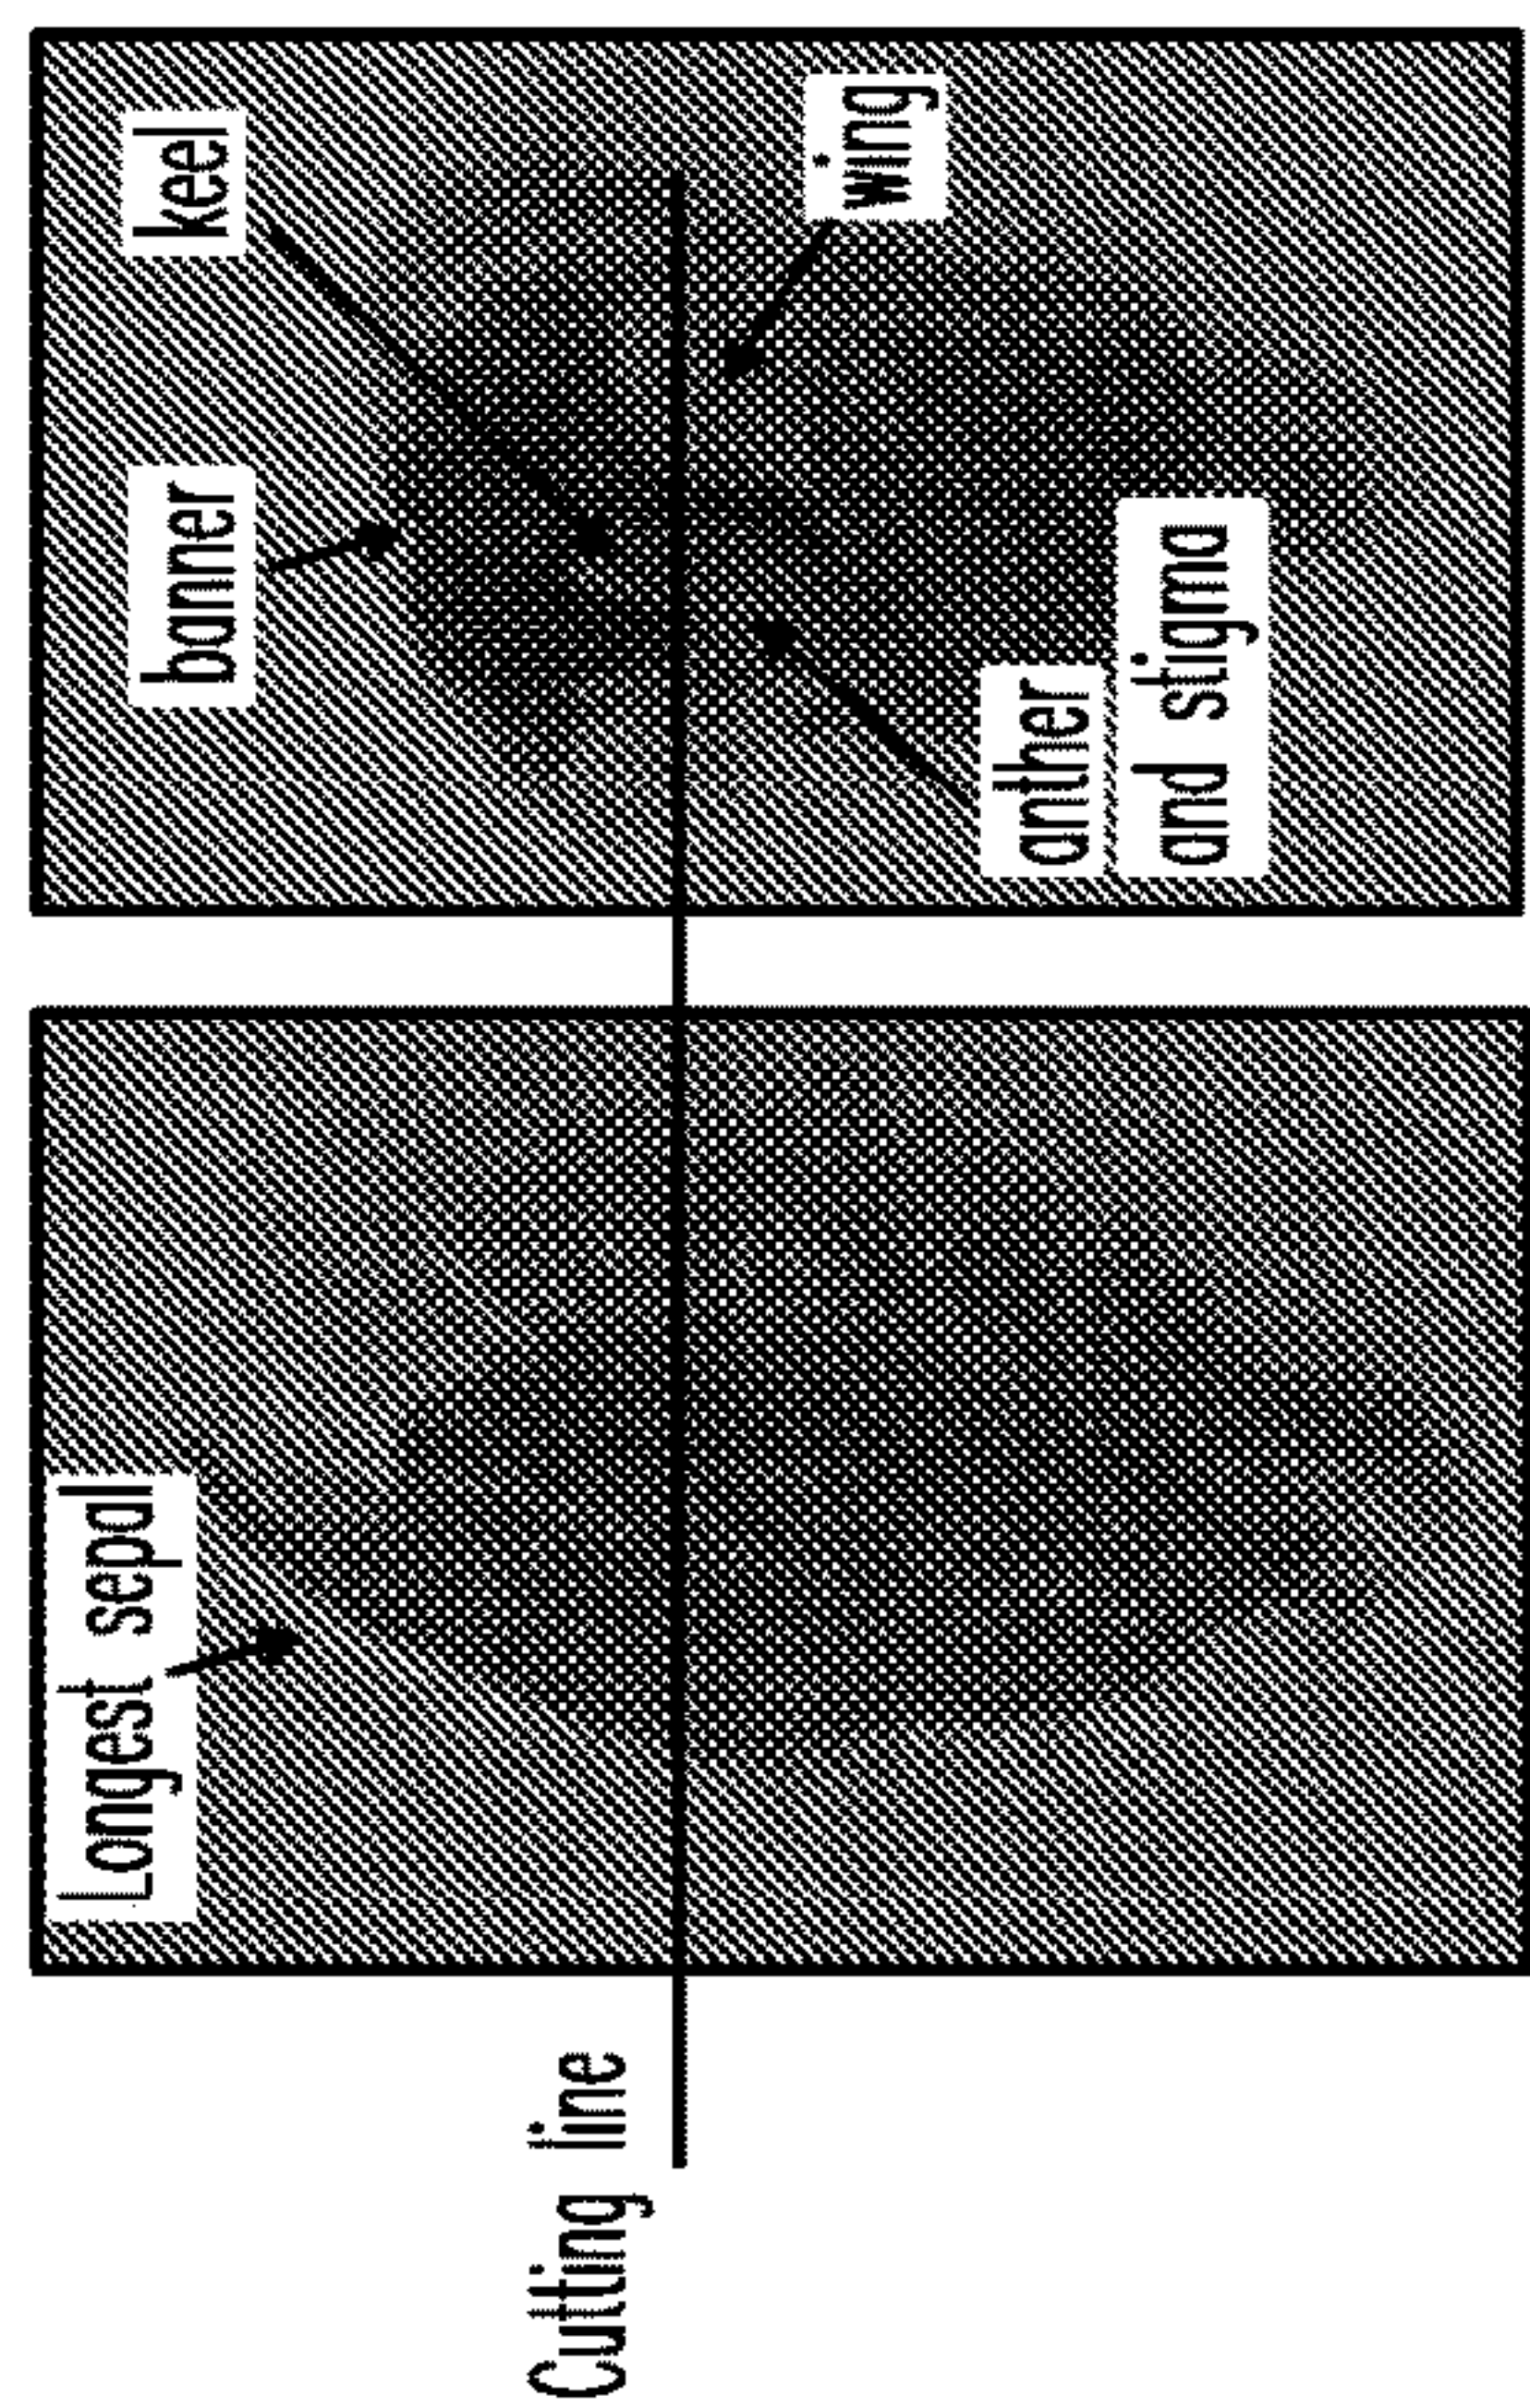 Cutting line
Longest sepal
banner
keel
anther
and stigma
wing